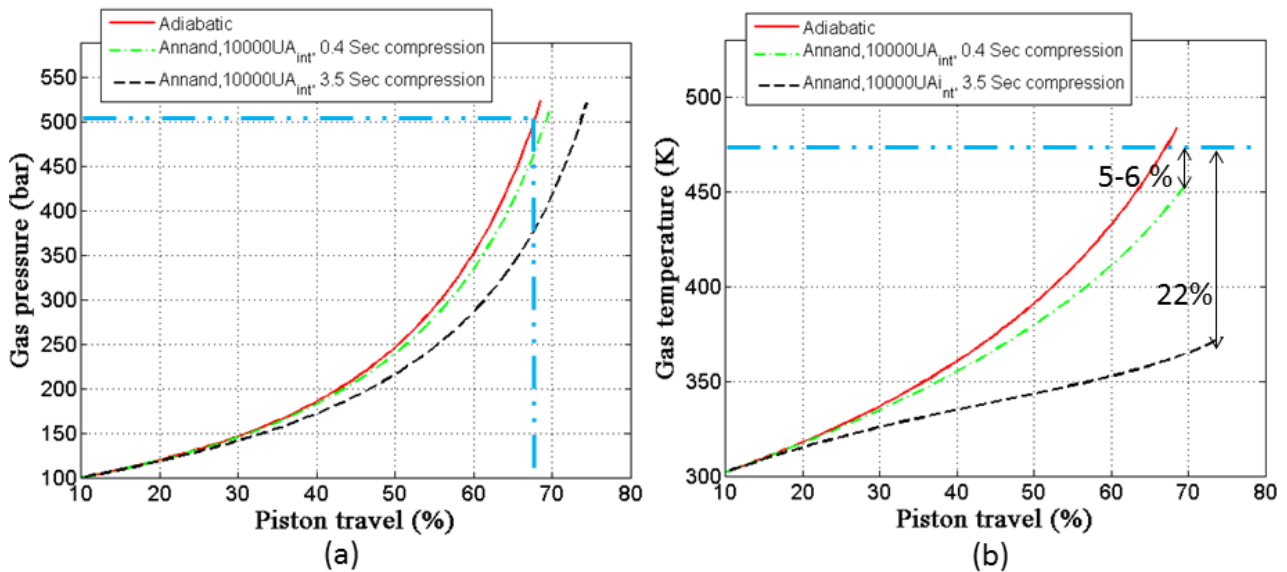 Adiabatic
Annand,10000UAint, 0.4 Sec compression
Annand,10000UAint, 3.5 Sec compression
550
500
450
400
350
300
250
200
150
100
10 20 30 40 50 60 70 80
Gas pressure (bar)
Piston travel (%)
(a)
Adiabatic
Annand,10000UAint, 0.4 Sec compression
Annand,10000UAint, 3.5 Sec compression
500
450
400
350
300
10 20 30 40 50 60 70 80
Gas temperature (K)
5-6 %
22%
Piston travel (%)
(b)